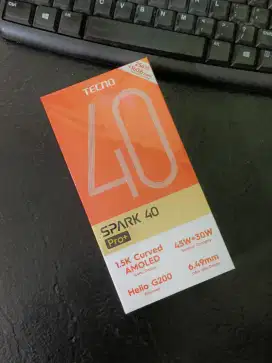 TECNO
40
SPARK 40
Pro+
1.5K Curved
AMOLED
45W+30W
Helio G200
6.49mm